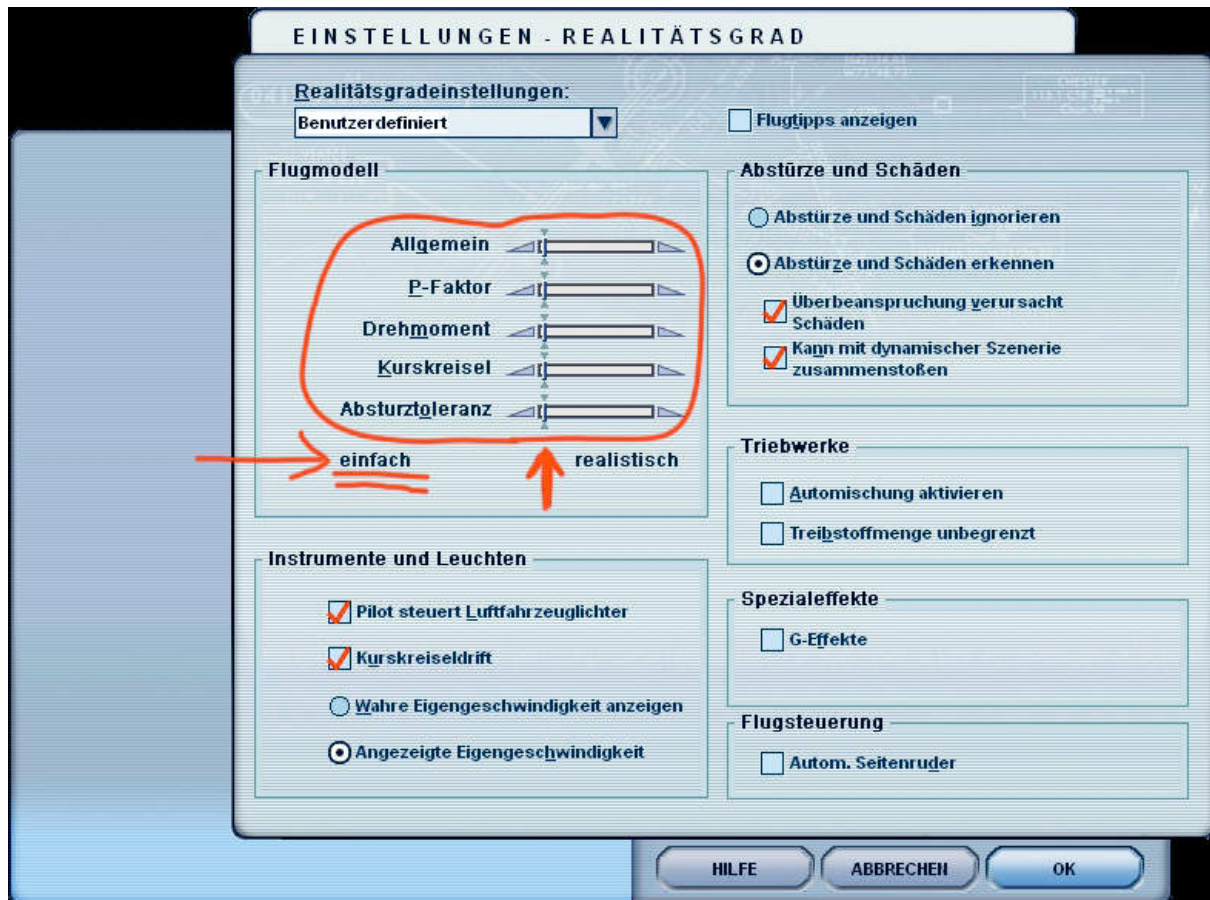 EINSTELLUNGEN - REALITÄTSGRAD
Realitätsgradeinstellungen:
Benutzerdefiniert
Flugtipps anzeigen
Flugmodell
Allgemein
P-Faktor
Drehmoment
Kurskreisel
Absturztoleranz
einfach realistisch
Instrumente und Leuchten
Pilot steuert Luftfahrzeuglichter
Kurskreiseldrift
Wahre Eigengeschwindigkeit anzeigen
Angezeigte Eigengeschwindigkeit
Abstürze und Schäden
Abstürze und Schäden ignorieren
Abstürze und Schäden erkennen
Überbeanspruchung verursacht
Schäden
Kann mit dynamischer Szenerie
zusammenstoßen
Triebwerke
Automischung aktivieren
Treibstoffmenge unbegrenzt
Spezialeffekte
G-Effekte
Flugsteuerung
Autom. Seitenruder
HILFE
ABBRECHEN
OK